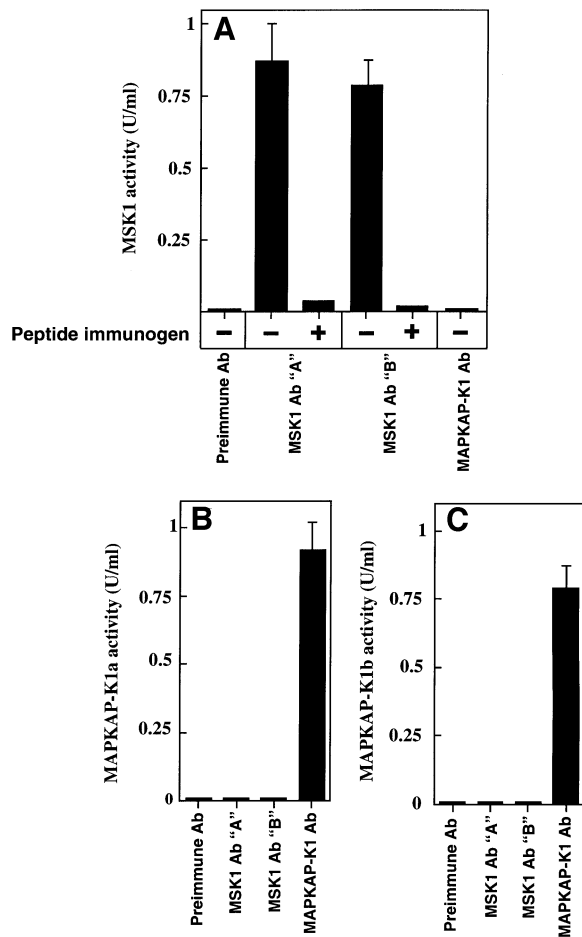 A
MSK1 activity (U/ml)
1
0.75
0.5
0.25
Peptide immunogen
− − + − + −
Preimmune Ab
MSK1 Ab “A”
MSK1 Ab “B”
MAPKAP-K1 Ab
B
MAPKAP-K1a activity (U/ml)
1
0.75
0.5
0.25
0
Preimmune Ab
MSK1 Ab “A”
MSK1 Ab “B”
MAPKAP-K1 Ab
C
MAPKAP-K1b activity (U/ml)
1
0.75
0.5
0.25
0
Preimmune Ab
MSK1 Ab “A”
MSK1 Ab “B”
MAPKAP-K1 Ab